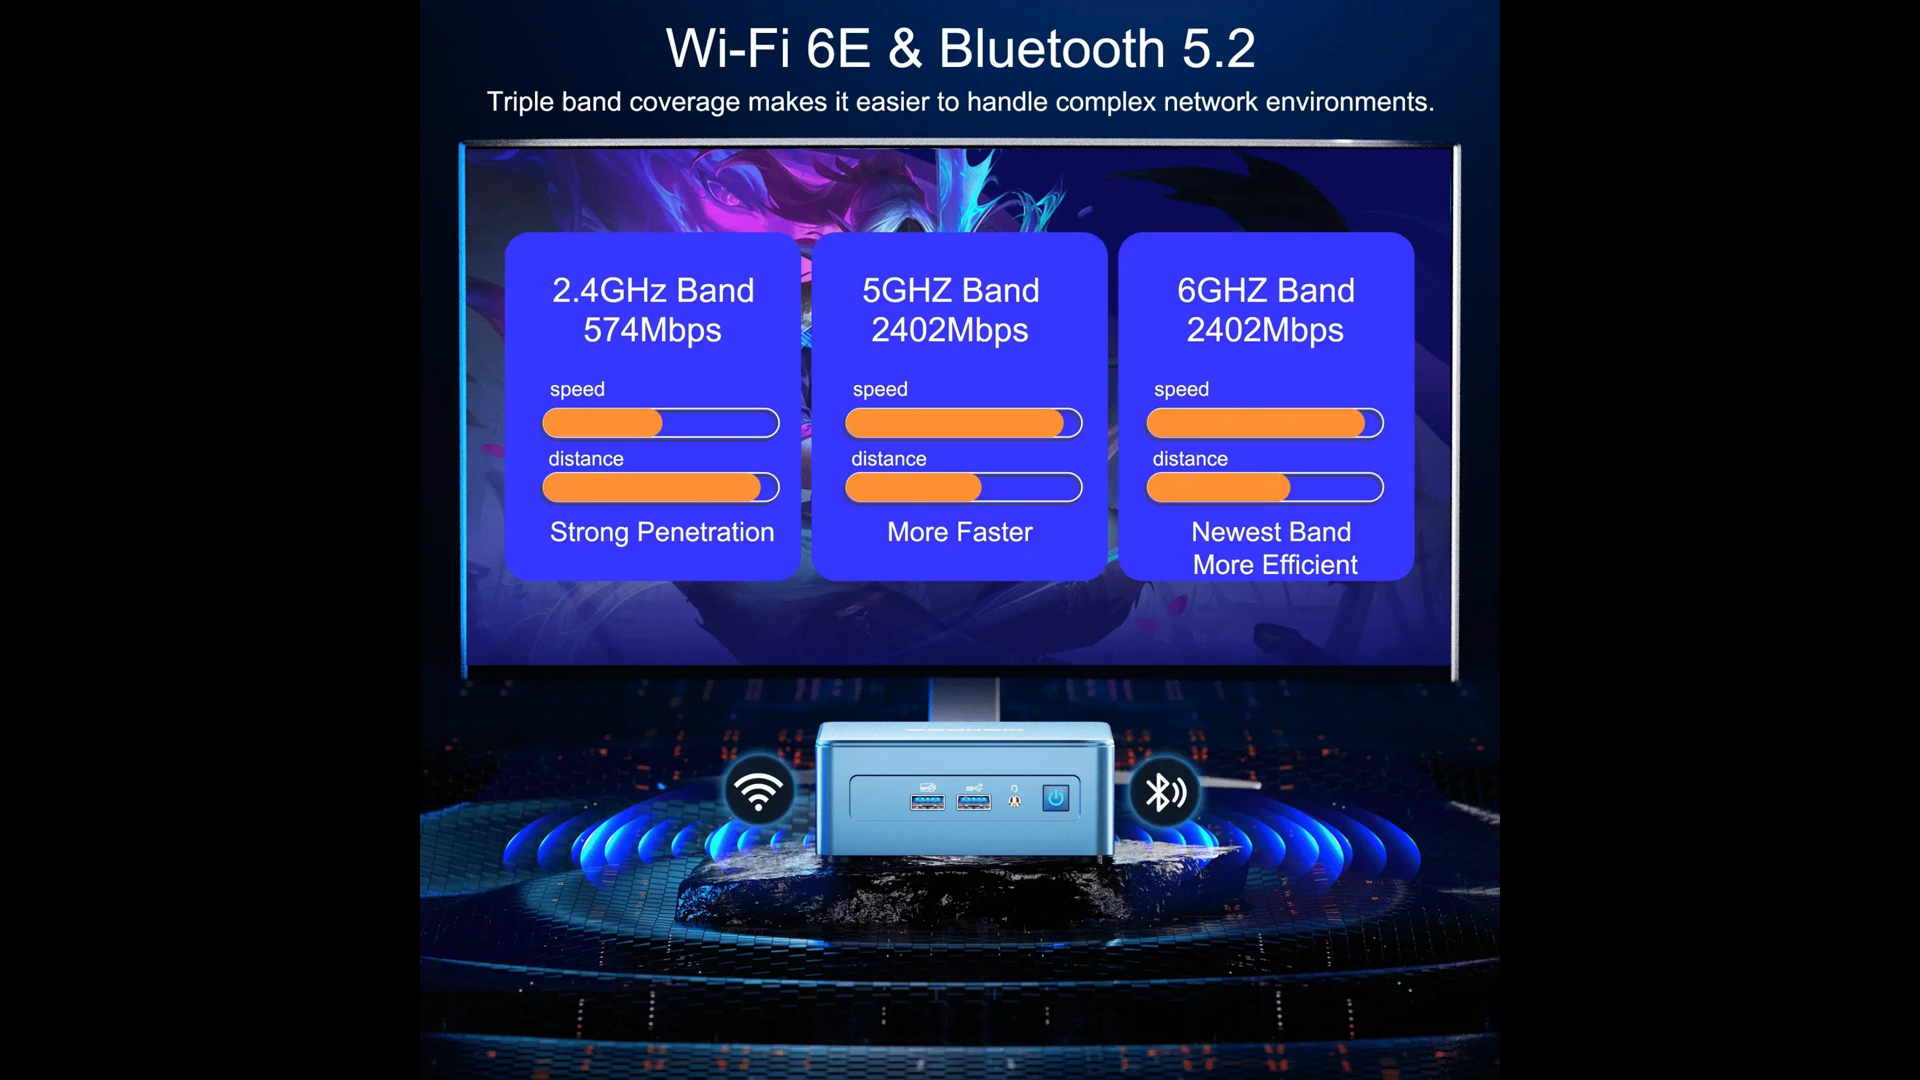 Wi-Fi 6E & Bluetooth 5.2
Triple band coverage makes it easier to handle complex network environments.
2.4GHz Band
574Mbps
speed
distance
Strong Penetration
5GHZ Band
2402Mbps
speed
distance
More Faster
6GHZ Band
2402Mbps
speed
distance
Newest Band
More Efficient